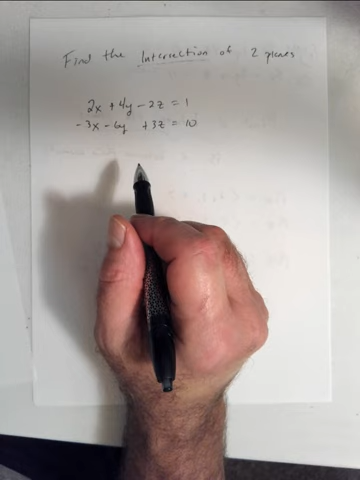 Find the Intersection of 2 planes
2x + 4y - 2z = 1
-3x - 6y + 3z = 10